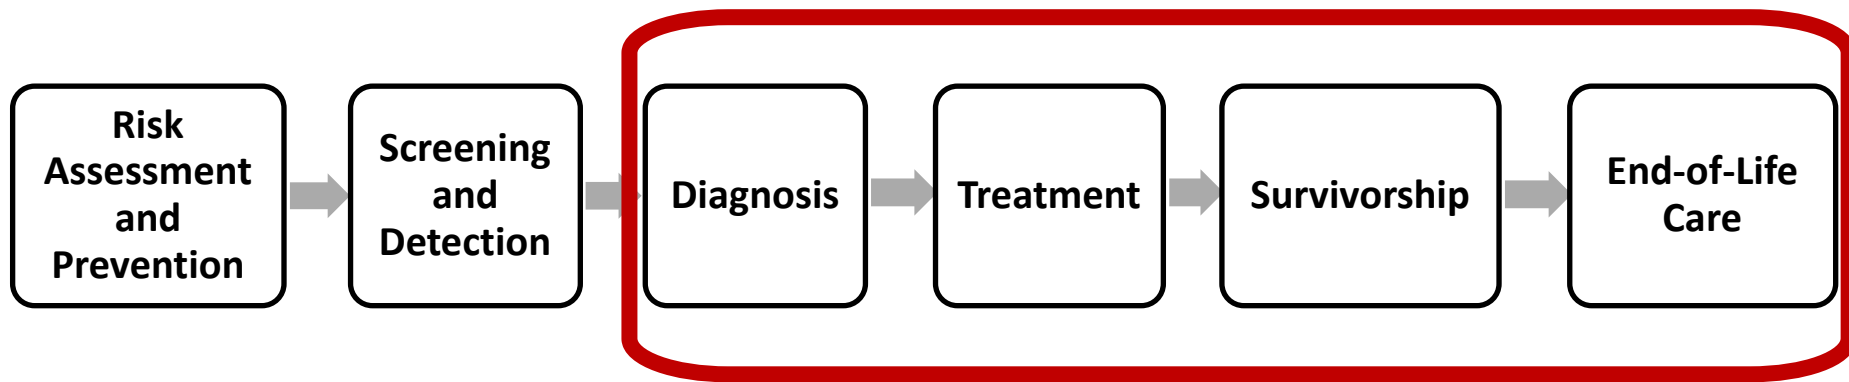 Risk
Assessment
and
Prevention
Screening
and
Detection
Diagnosis
Treatment
Survivorship
End-of-Life
Care